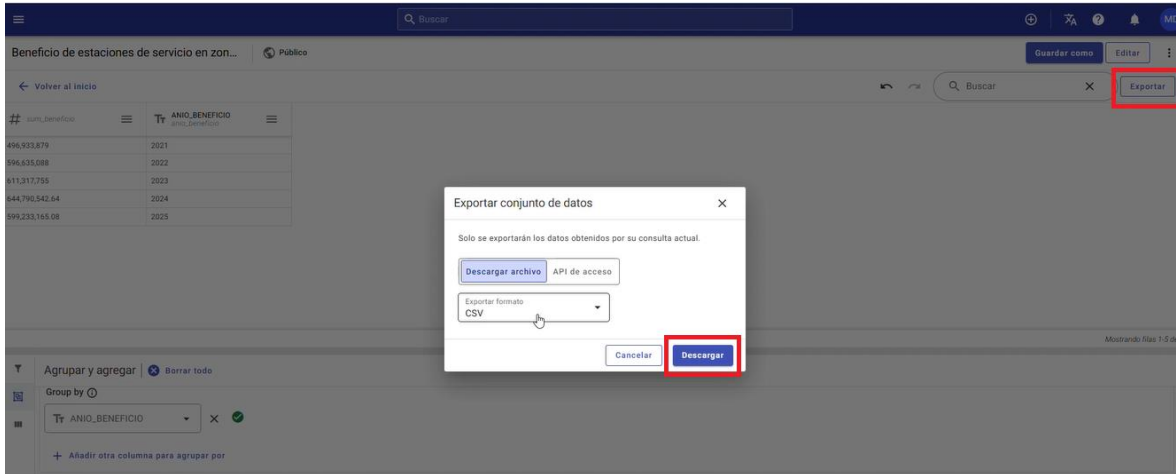 Buscar
MD
Beneficio de estaciones de servicio en zon...
Público
Guardar como
Editar
Volver al inicio
Buscar
Exportar
sum_beneficio
ANIO_BENEFICIO
anio_beneficio
496,933,879 2021
596,635,088 2022
611,317,755 2023
644,790,542.64 2024
599,233,165.08 2025
Exportar conjunto de datos
Solo se exportarán los datos obtenidos por su consulta actual.
Descargar archivo
API de acceso
Exportar formato
CSV
Cancelar
Descargar
Mostrando filas 1-5 de
Agrupar y agregar
Borrar todo
Group by
ANIO_BENEFICIO
Añadir otra columna para agrupar por